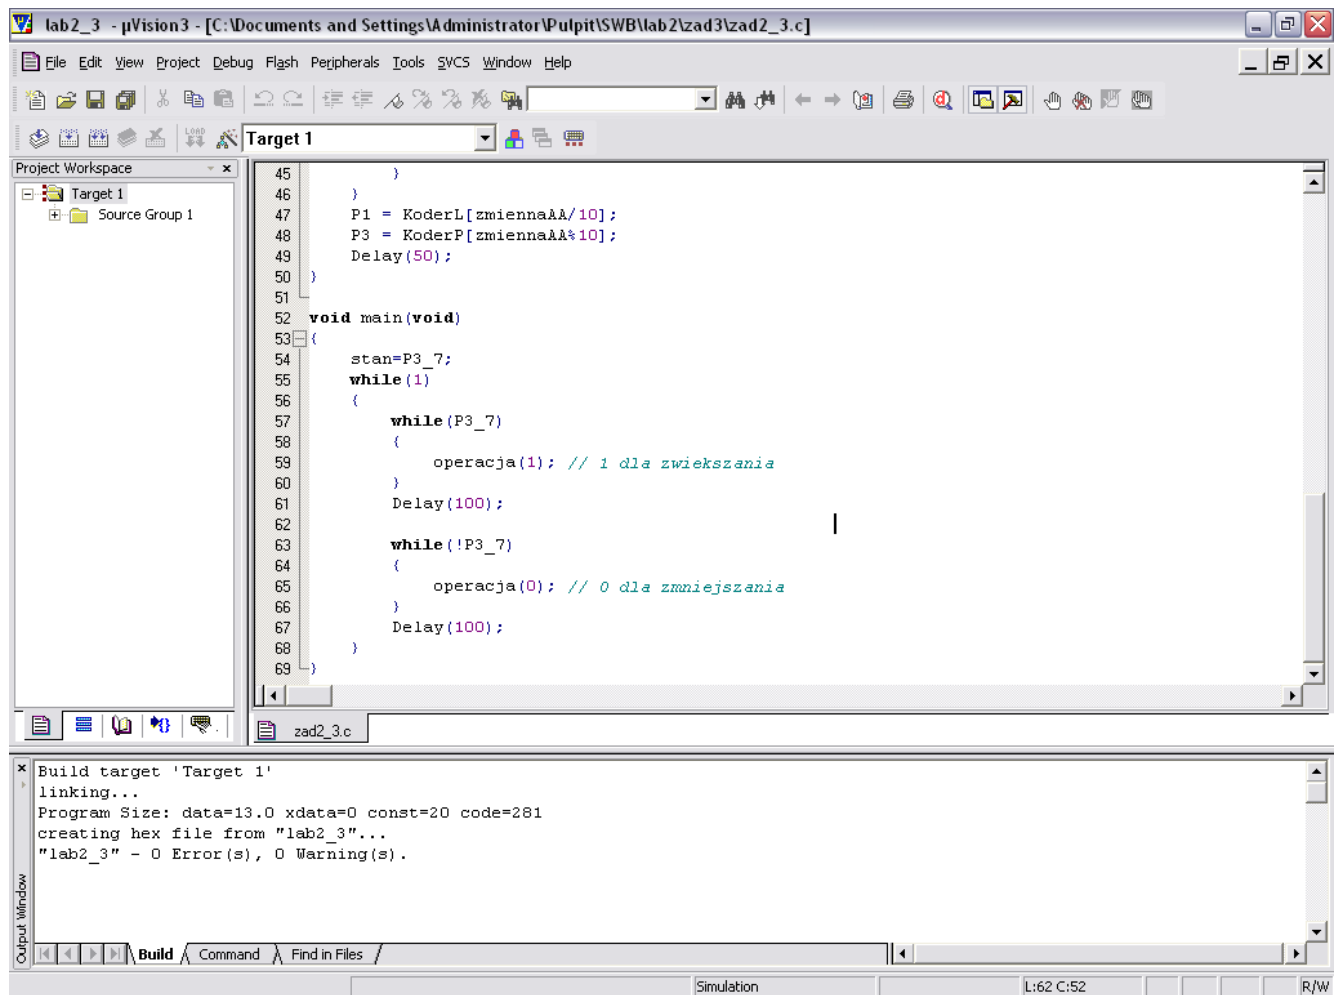 lab2_3 - µVision3 - [C:\Documents and Settings\Administrator\Pulpit\SWB\lab2\zad3\zad2_3.c]
File Edit View Project Debug Flash Peripherals Tools SVCS Window Help
LOAD
Target 1
Project Workspace
Target 1
Source Group 1
45 }
46 }
47 P1 = KoderL[zmiennaAA/10];
48 P3 = KoderP[zmiennaAA%10];
49 Delay(50);
50 }
51
52 void main(void)
53 {
54 stan=P3_7;
55 while(1)
56 {
57 while(P3_7)
58 {
59 operacja(1); // 1 dla zwiekszania
60 }
61 Delay(100);
62
63 while(!P3_7)
64 {
65 operacja(0); // 0 dla zmniejszania
66 }
67 Delay(100);
68 }
69 }
zad2_3.c
Build target 'Target 1'
linking...
Program Size: data=13.0 xdata=0 const=20 code=281
creating hex file from "lab2_3"...
"lab2_3" - 0 Error(s), 0 Warning(s).
Output Window
Build Command Find in Files
Simulation L:62 C:52 R/W